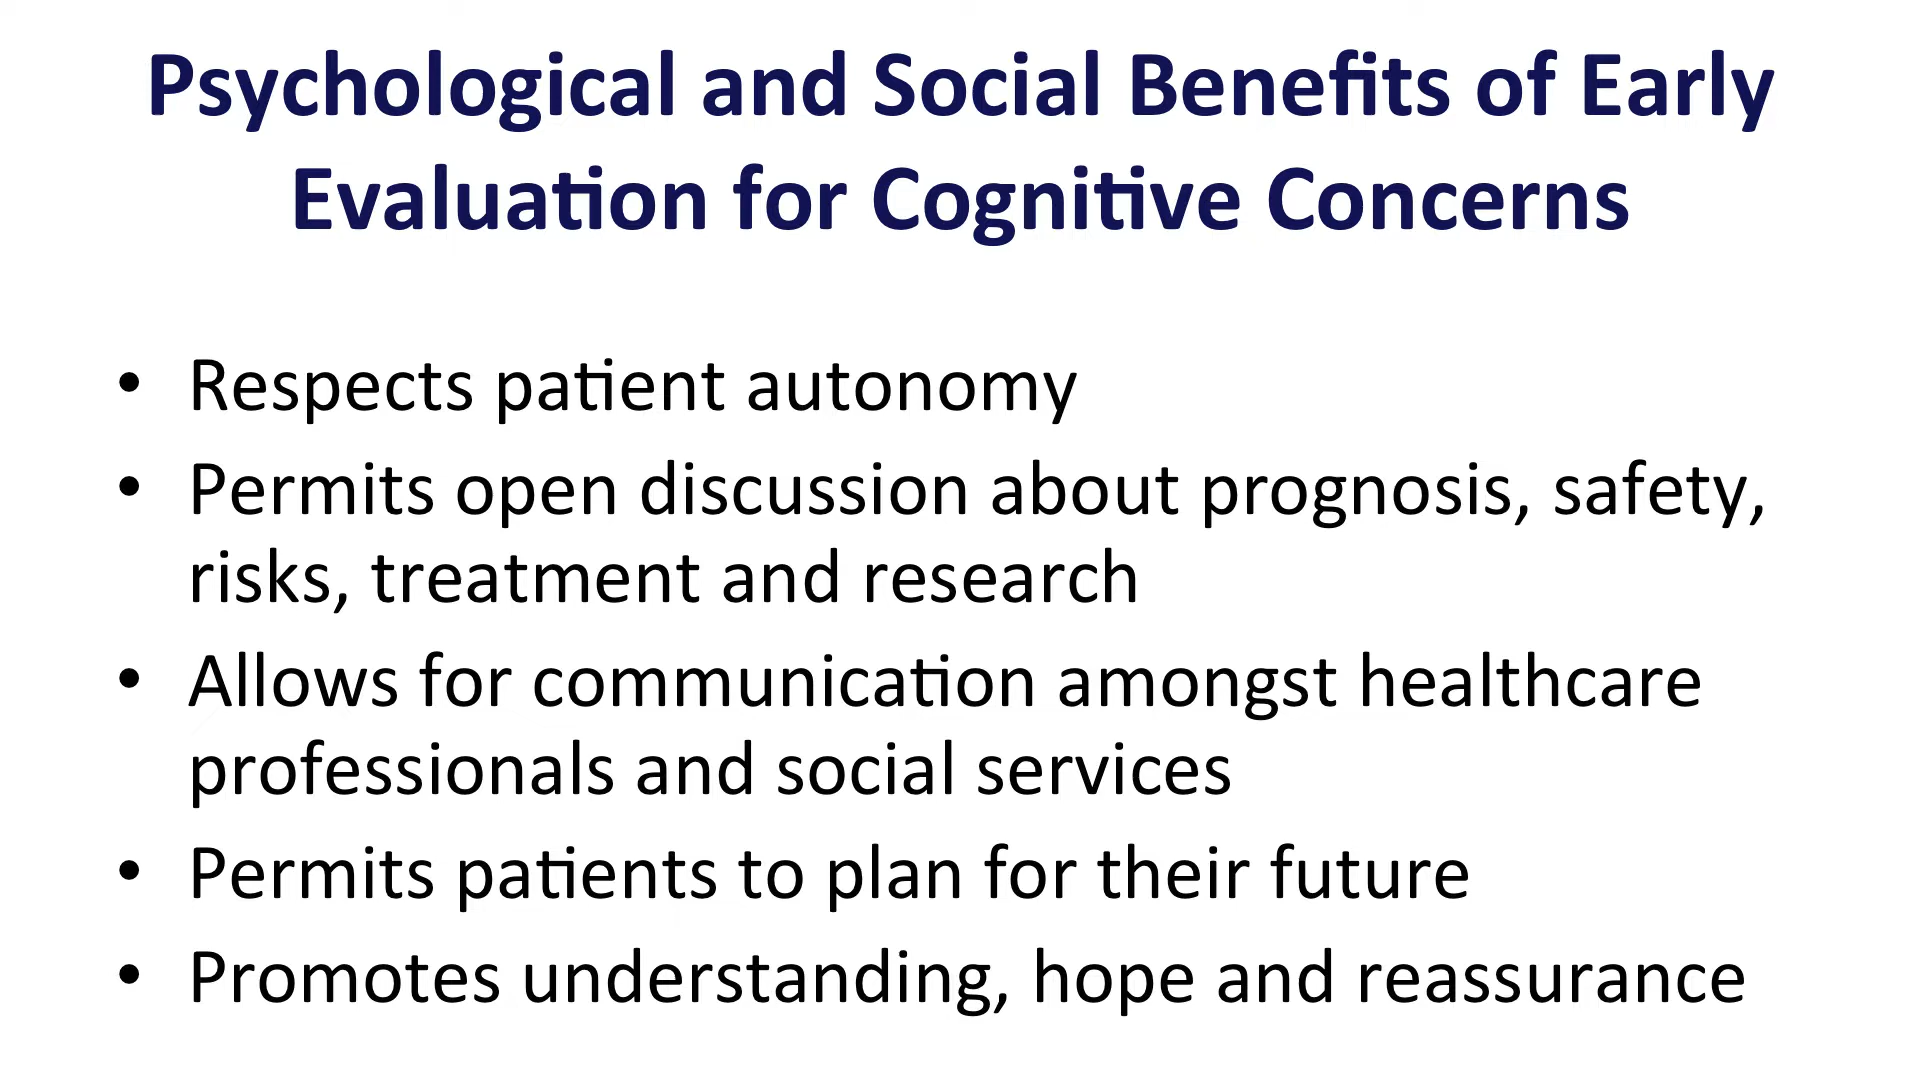 Psychological and Social Benefits of Early
Evaluation for Cognitive Concerns
• Respects patient autonomy
• Permits open discussion about prognosis, safety,
risks, treatment and research
• Allows for communication amongst healthcare
professionals and social services
• Permits patients to plan for their future
• Promotes understanding, hope and reassurance